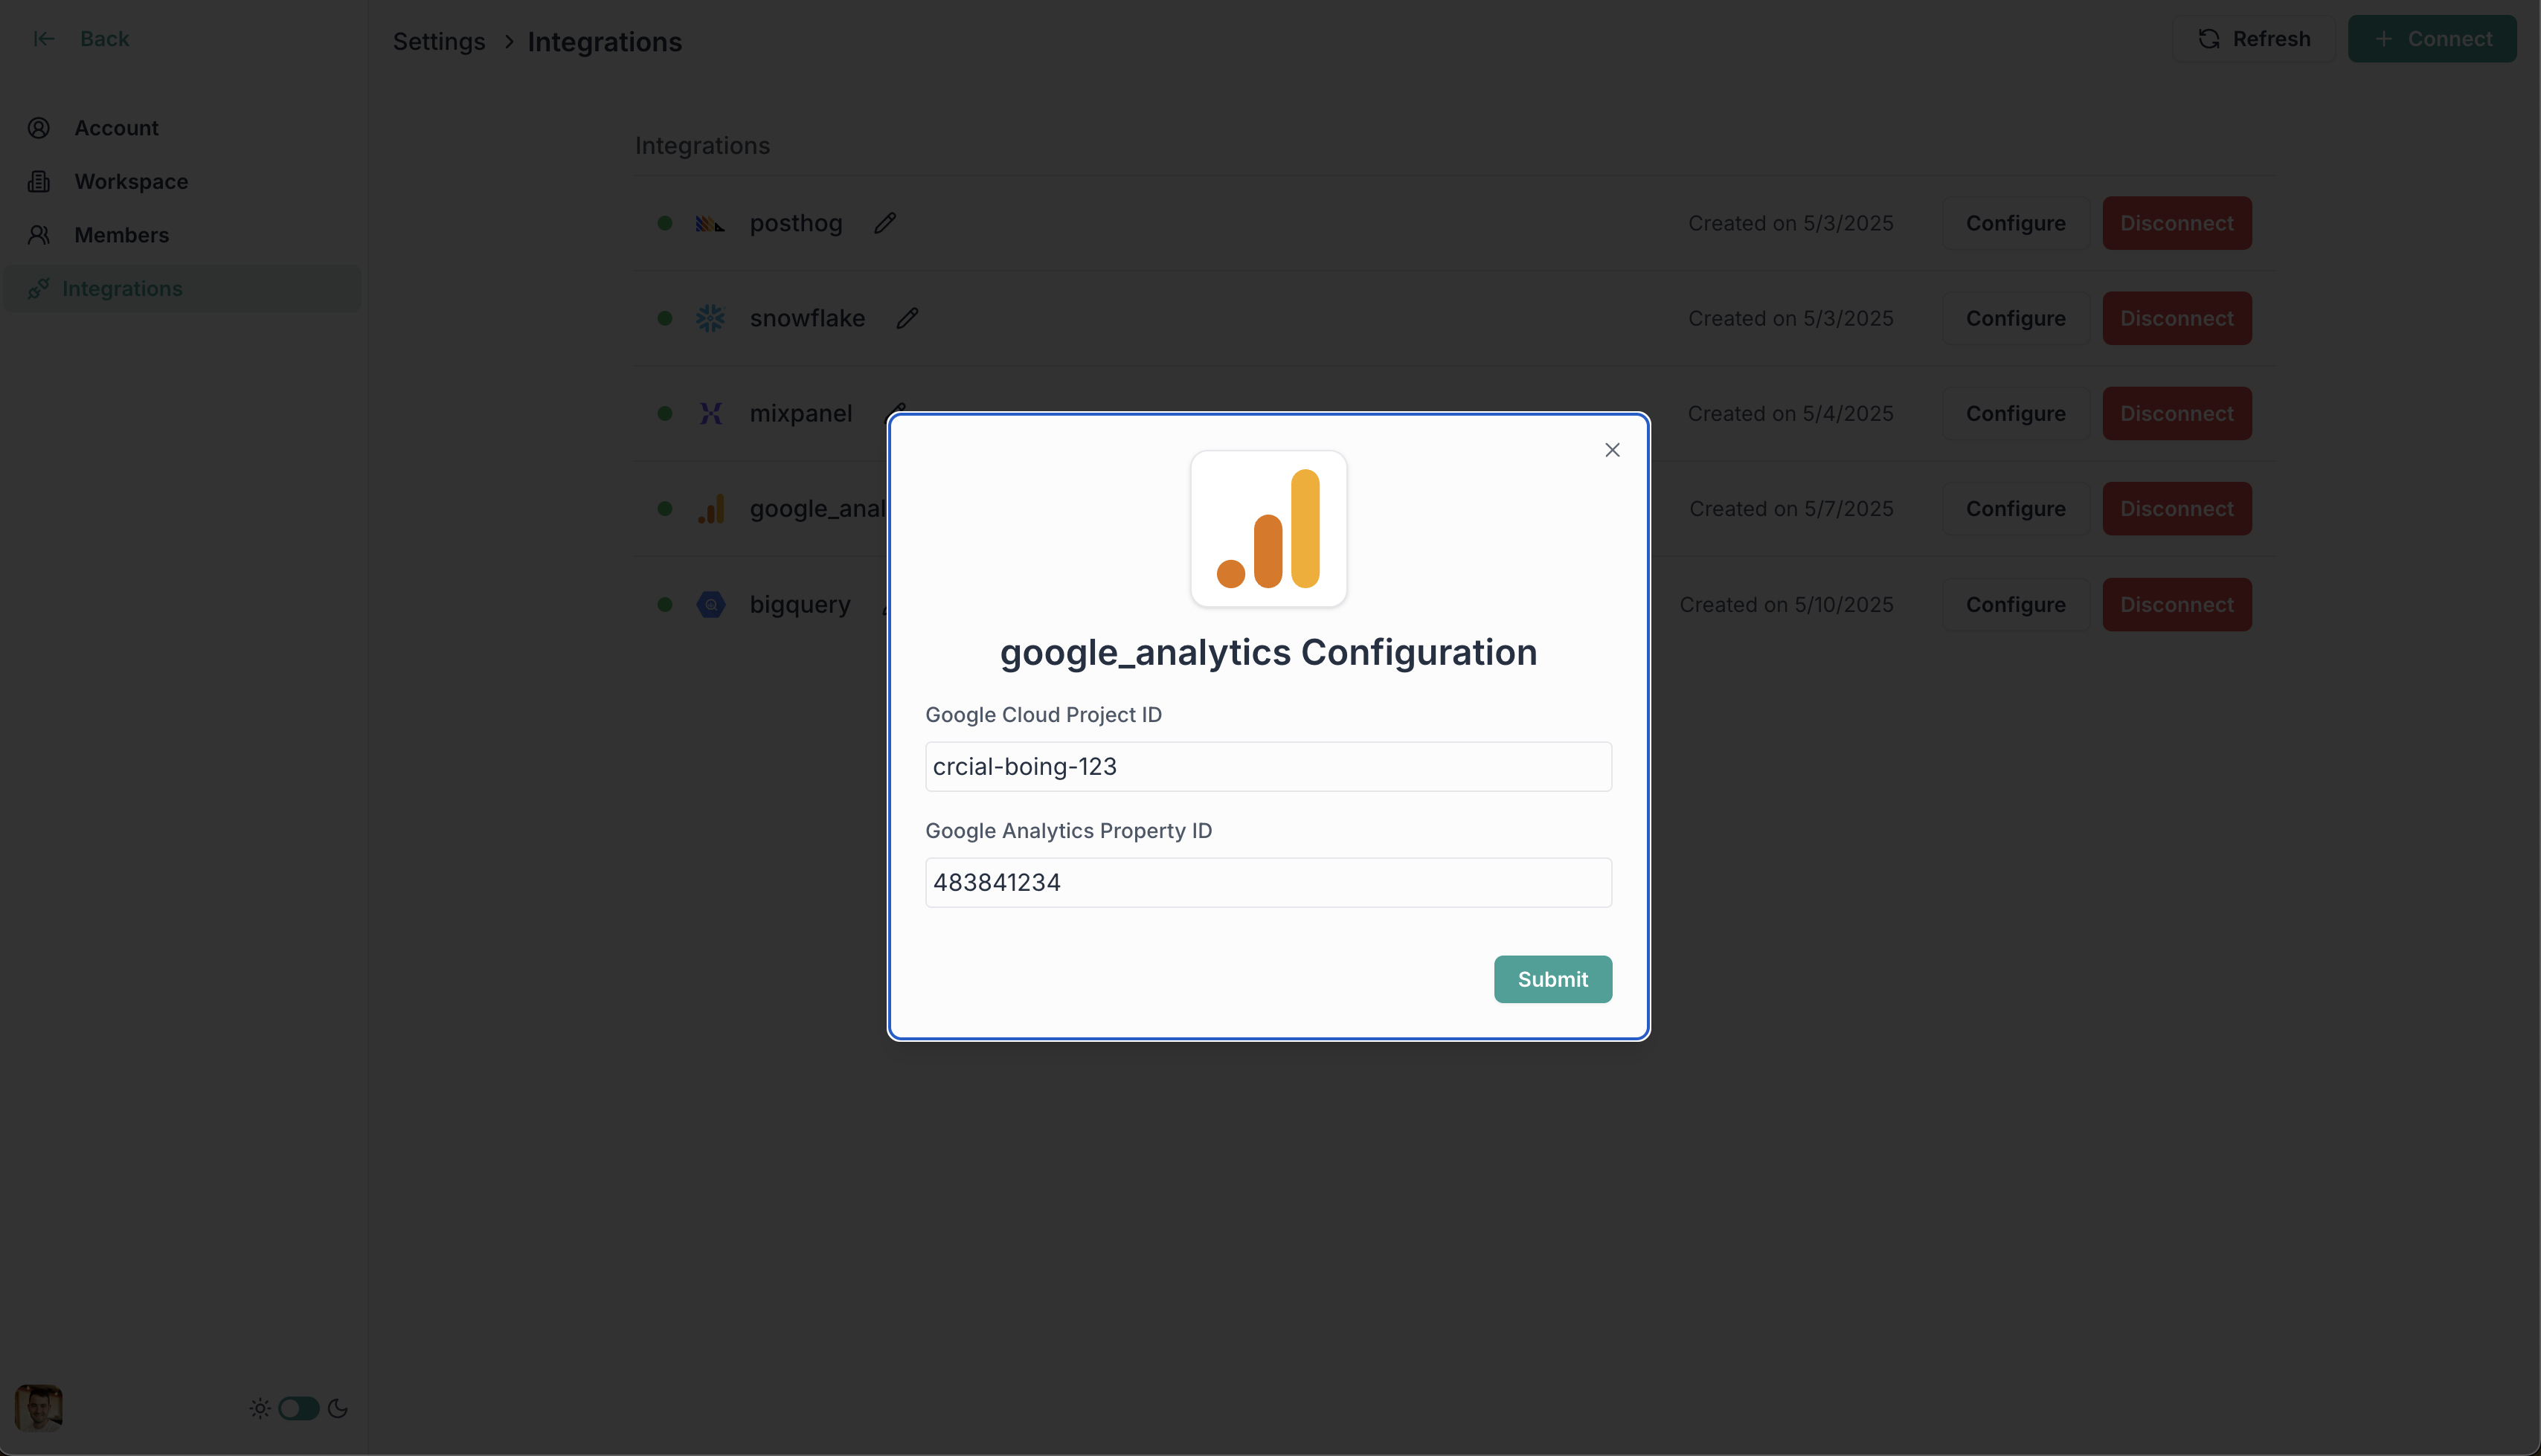 Back
Settings > Integrations
Refresh
+ Connect
Account
Workspace
Members
Integrations
Integrations
posthog Created on 5/3/2025 Configure Disconnect
snowflake Created on 5/3/2025 Configure Disconnect
mixpanel Created on 5/4/2025 Configure Disconnect
google_anal Created on 5/7/2025 Configure Disconnect
bigquery Created on 5/10/2025 Configure Disconnect
google_analytics Configuration
Google Cloud Project ID
crcial-boing-123
Google Analytics Property ID
483841234
Submit